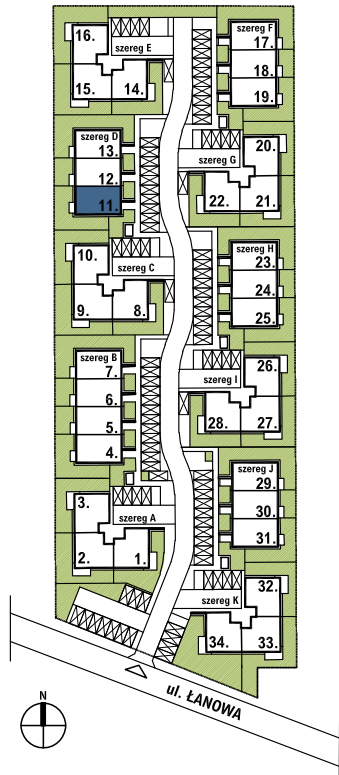 16.
szereg E
15.
14.
szereg F
17.
18.
19.
szereg D
13.
12.
11.
20.
szereg G
22.
21.
10.
szereg C
9.
8.
szereg H
23.
24.
25.
szereg B
7.
6.
5.
4.
26.
szereg I
28.
27.
3.
szereg A
2.
1.
szereg J
29.
30.
31.
32.
szereg K
34.
33.
ul. ŁANOWA
N